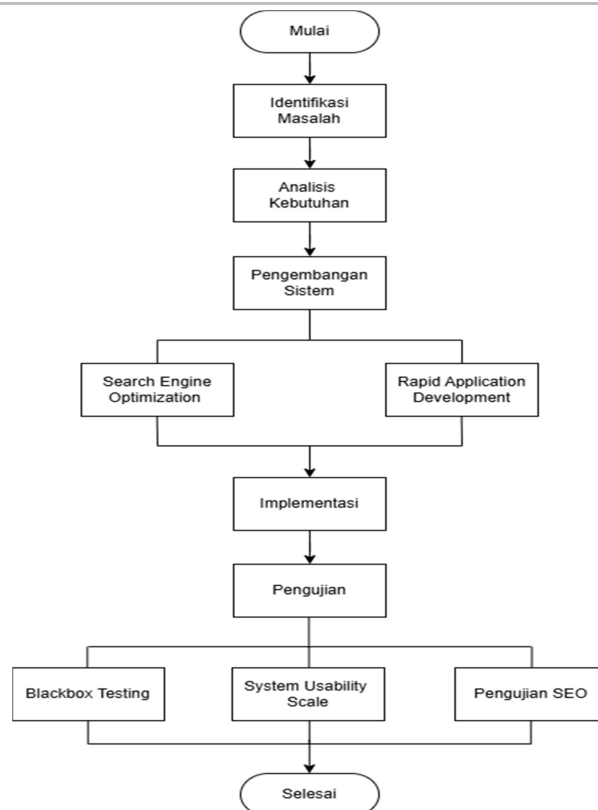 Mulai
Identifikasi
Masalah
Analisis
Kebutuhan
Pengembangan
Sistem
Search Engine
Optimization
Rapid Application
Development
Implementasi
Pengujian
Blackbox Testing
System Usability
Scale
Pengujian SEO
Selesai